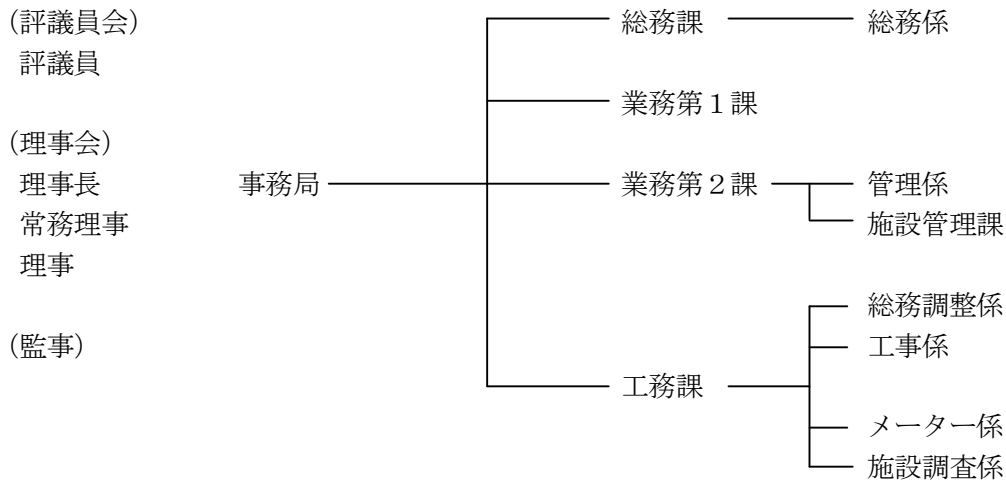 (評議員会)
評議員
(理事会)
理事長
常務理事
理事
(監事)
事務局
総務課
総務係
業務第１課
業務第２課
管理係
施設管理課
工務課
総務調整係
工事係
メーター係
施設調査係